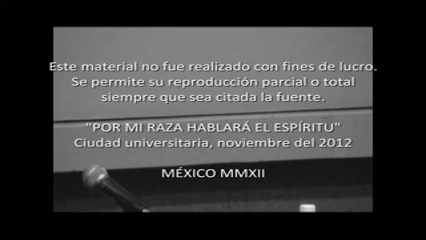 Este material no fue realizado con fines de lucro.
Se permite su reproducción parcial o total
siempre que sea citada la fuente.
"POR MI RAZA HABLARÁ EL ESPÍRITU"
Ciudad universitaria, noviembre del 2012
MÉXICO MMXII